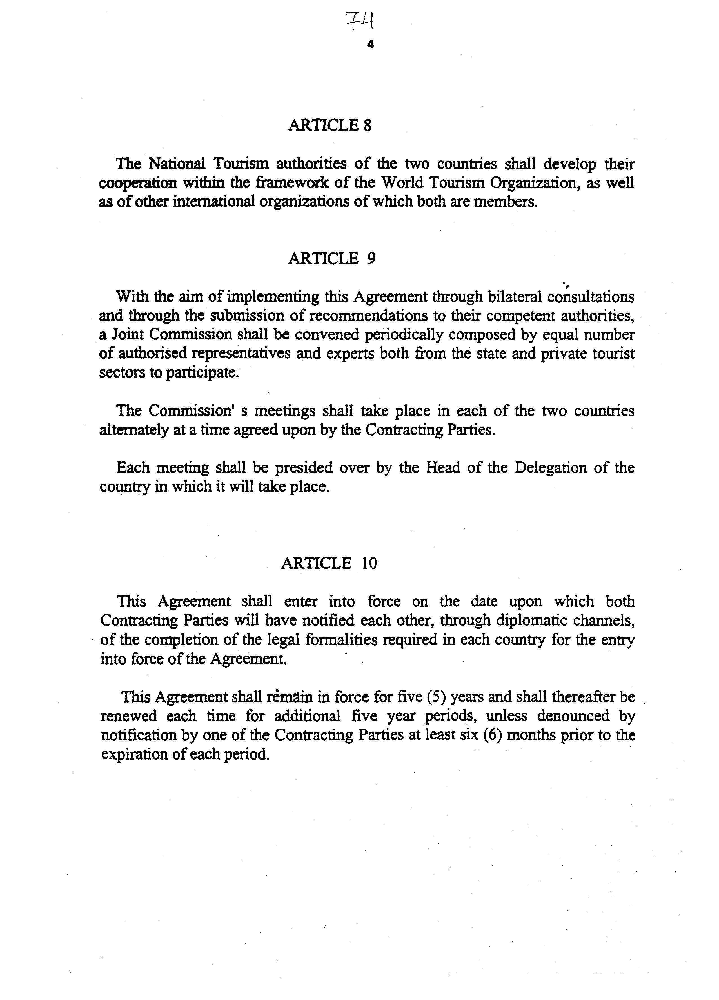 74
4
ARTICLE 8
The National Tourism authorities of the two countries shall develop their
cooperation within the framework of the World Tourism Organization, as well
as of other international organizations of which both are members.
ARTICLE 9
With the aim of implementing this Agreement through bilateral consultations
and through the submission of recommendations to their competent authorities,
a Joint Commission shall be convened periodically composed by equal number
of authorised representatives and experts both from the state and private tourist
sectors to participate.
The Commission' s meetings shall take place in each of the two countries
alternately at a time agreed upon by the Contracting Parties.
Each meeting shall be presided over by the Head of the Delegation of the
country in which it will take place.
ARTICLE 10
This Agreement shall enter into force on the date upon which both
Contracting Parties will have notified each other, through diplomatic channels,
of the completion of the legal formalities required in each country for the entry
into force of the Agreement.
This Agreement shall remain in force for five (5) years and shall thereafter be
renewed each time for additional five year periods, unless denounced by
notification by one of the Contracting Parties at least six (6) months prior to the
expiration of each period.